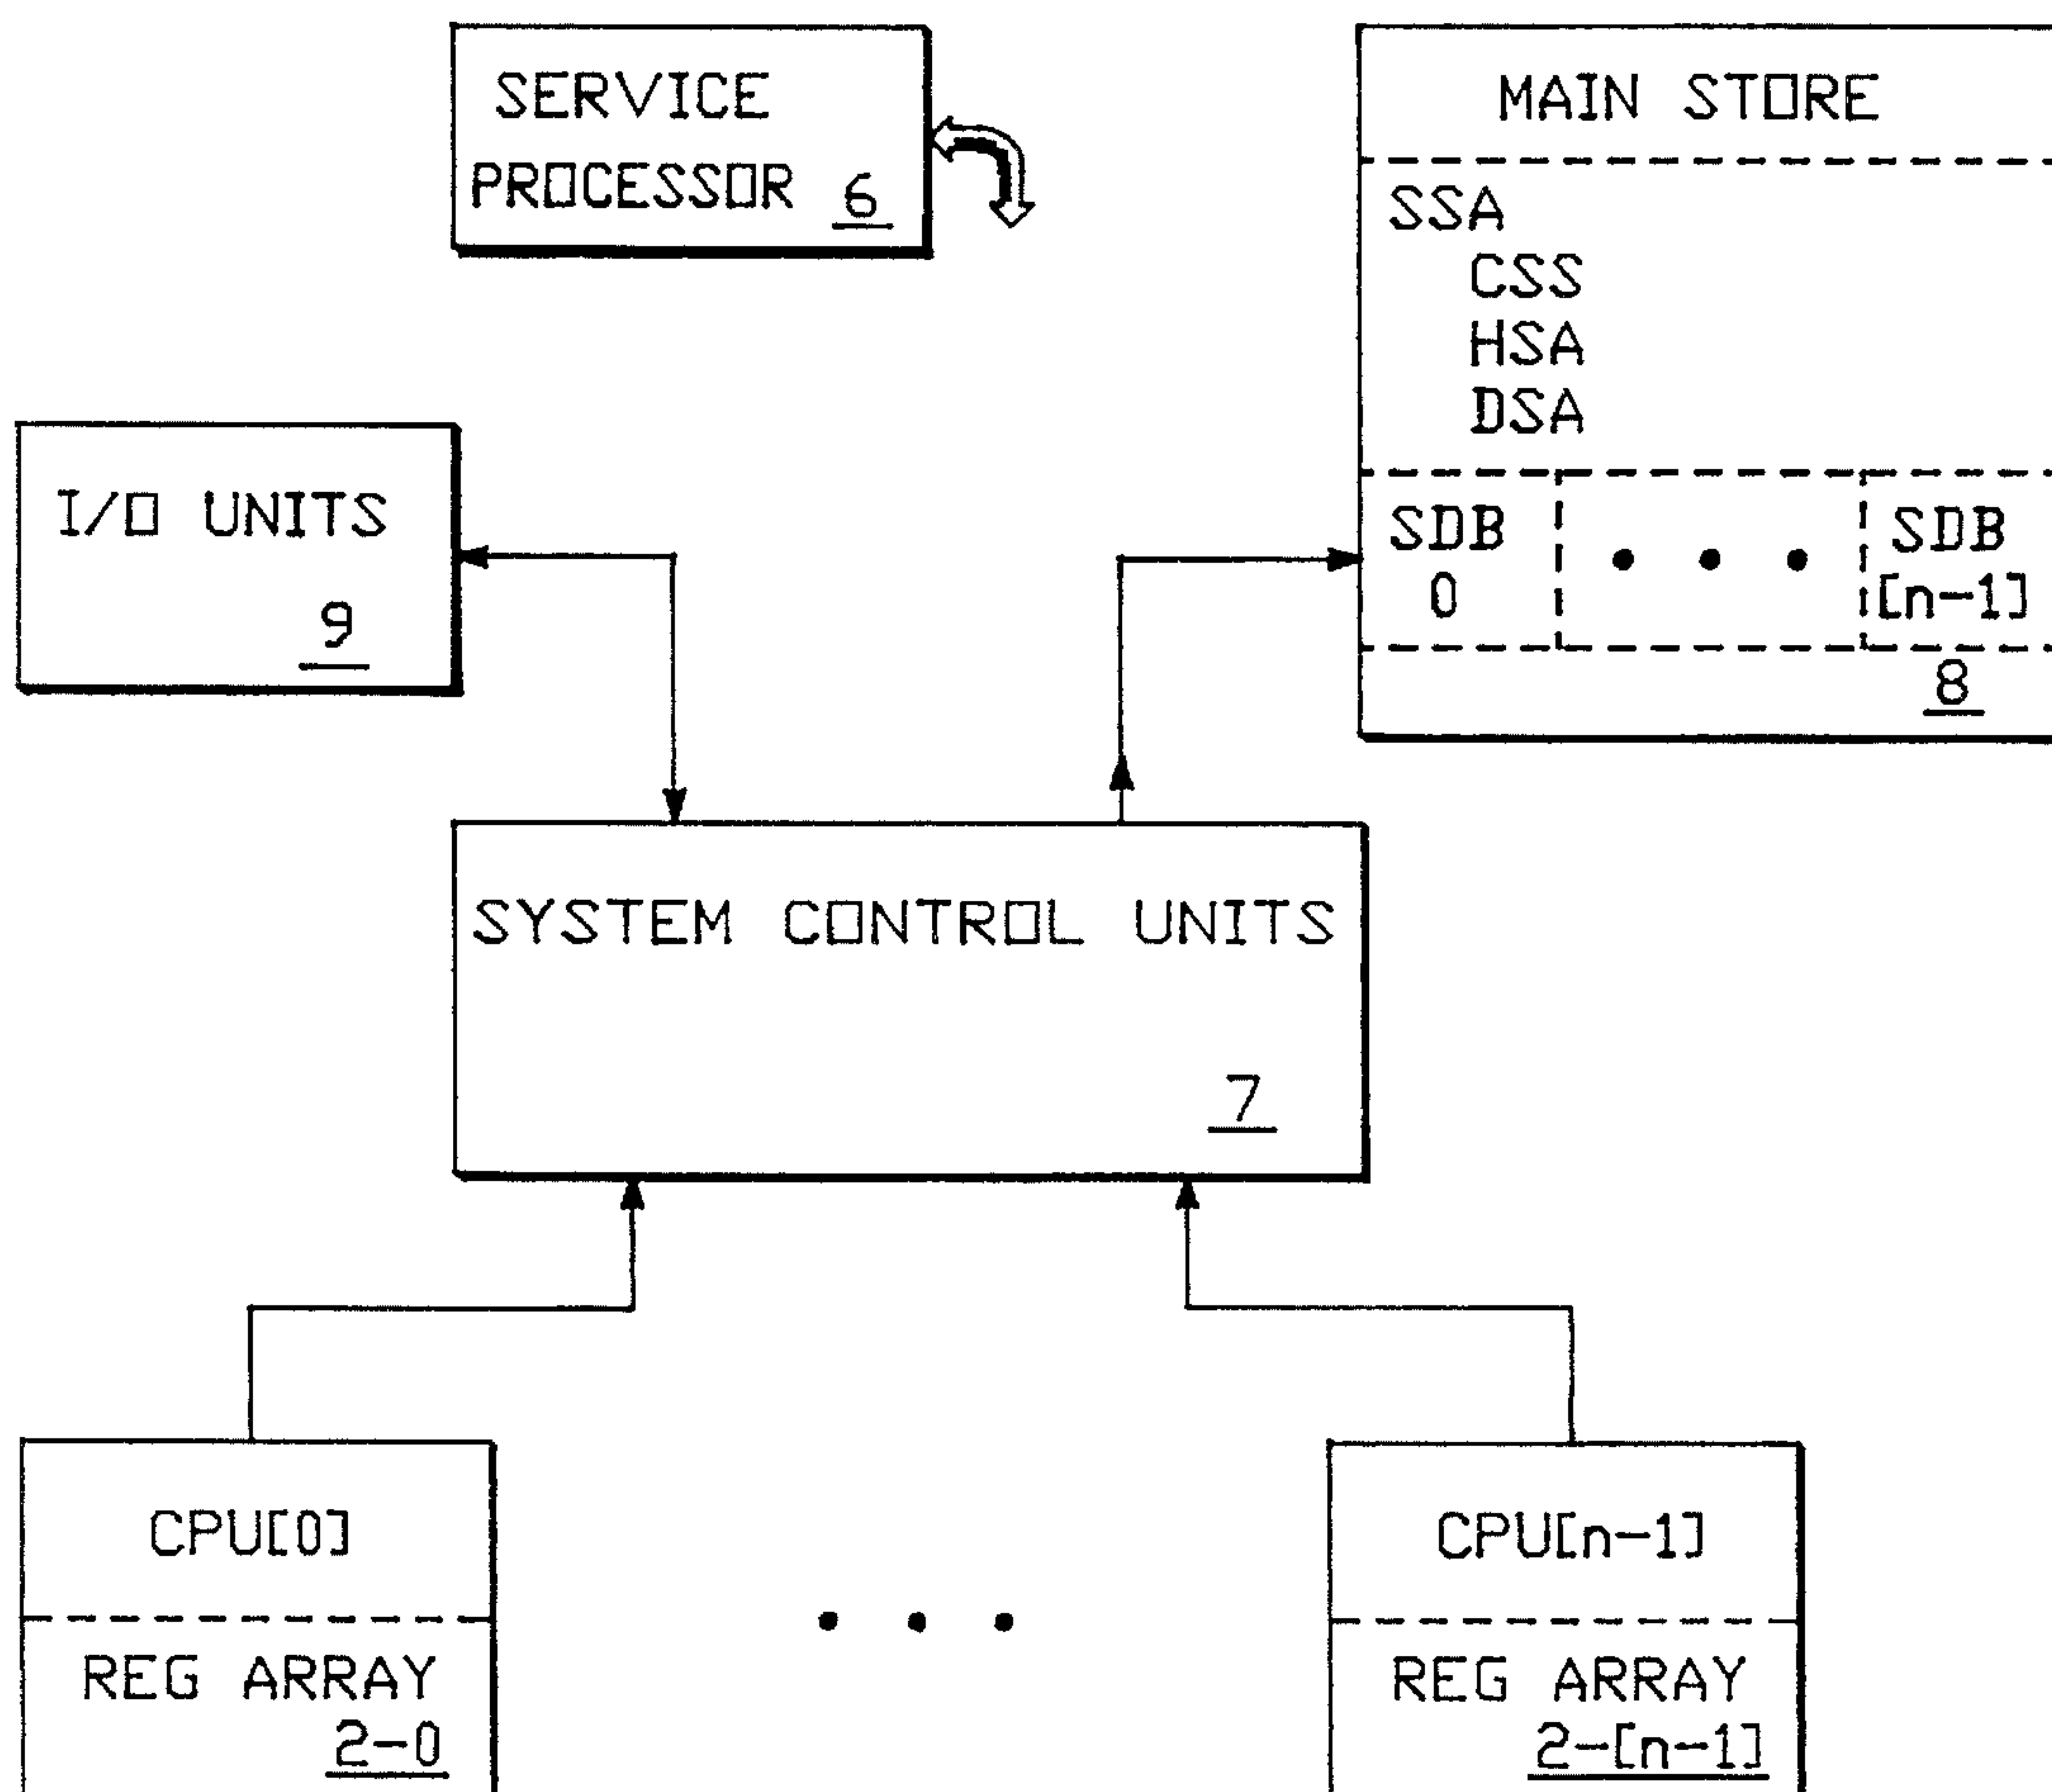 SERVICE
PROCESSOR 6
MAIN STORE
SSA
CSS
HSA
DSA
SDB
0
SDB
[n-1]
8
I/O UNITS
9
SYSTEM CONTROL UNITS
7
CPU[0]
REG ARRAY
2-0
CPU[n-1]
REG ARRAY
2-[n-1]